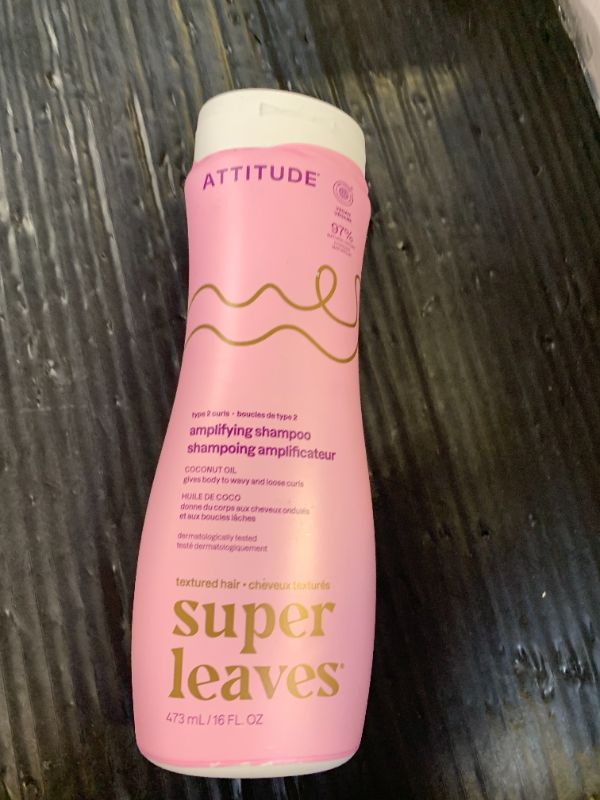 ATTITUDE
97%
type 2 curls • boucles de type 2
amplifying shampoo
shampoing amplificateur
COCONUT OIL
gives body to wavy and loose curls
HUILE DE COCO
donne du corps aux cheveux ondulés
et aux boucles lâches
dermatologically tested
testé dermatologiquement
textured hair • cheveux texturés
super
leaves
473 mL / 16 FL. OZ